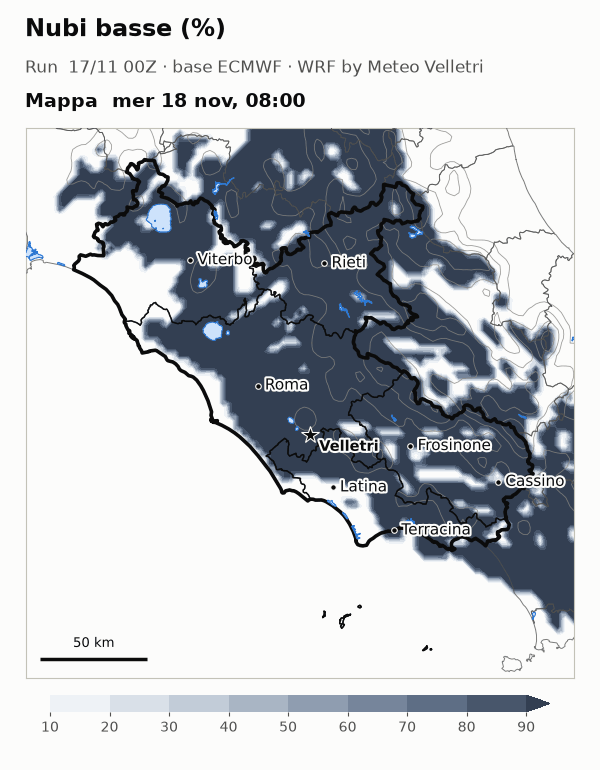 Nubi basse (%)
Run  17/11 00Z · base ECMWF · WRF by Meteo Velletri
Mappa  mer 18 nov, 08:00
Viterbo
Rieti
Roma
Velletri
Frosinone
Cassino
Latina
Terracina
50 km
10 20 30 40 50 60 70 80 90